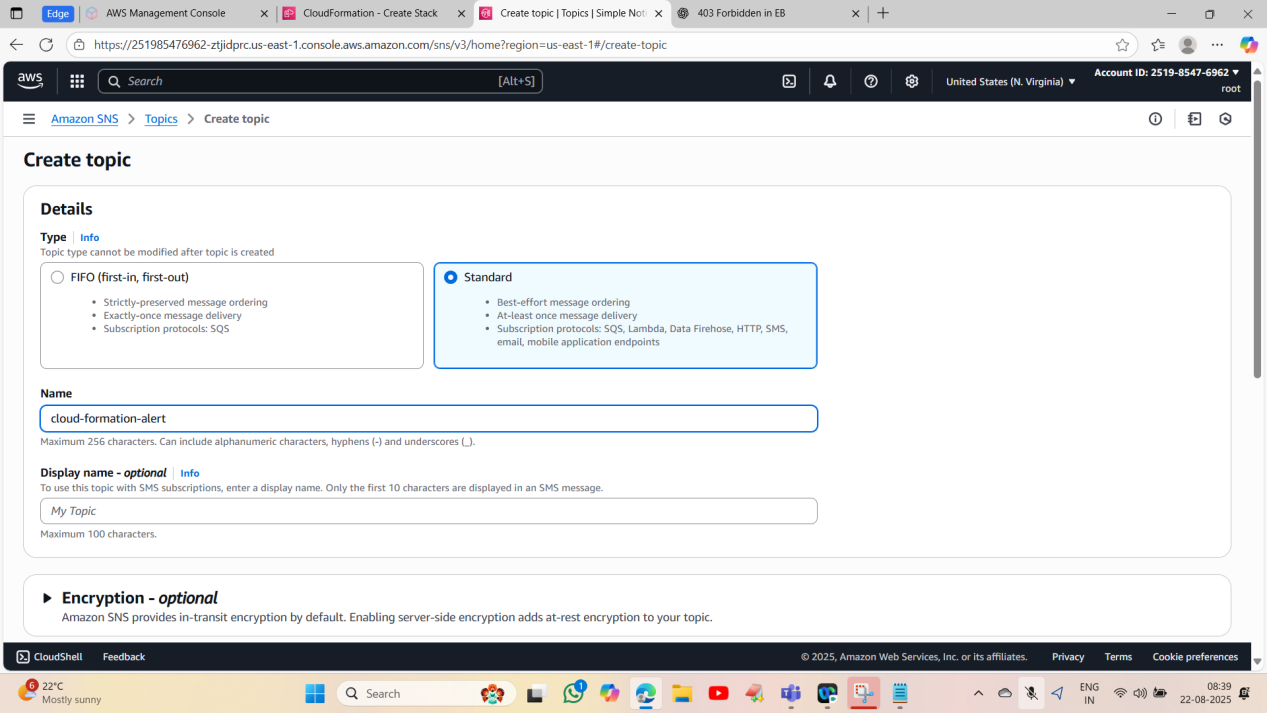 Edge
AWS Management Console
CloudFormation - Create Stack
Create topic | Topics | Simple Noti
403 Forbidden in EB
https://251985476962-ztjidprc.us-east-1.console.aws.amazon.com/sns/v3/home?region=us-east-1#/create-topic
aws
Search
[Alt+S]
United States (N. Virginia)
Account ID: 2519-8547-6962
root
Amazon SNS
Topics
Create topic
Create topic
Details
Type
Info
Topic type cannot be modified after topic is created
FIFO (first-in, first-out)
• Strictly-preserved message ordering
• Exactly-once message delivery
• Subscription protocols: SQS
Standard
• Best-effort message ordering
• At-least once message delivery
• Subscription protocols: SQS, Lambda, Data Firehose, HTTP, SMS,
email, mobile application endpoints
Name
cloud-formation-alert
Maximum 256 characters. Can include alphanumeric characters, hyphens (-) and underscores (_).
Display name - optional
Info
To use this topic with SMS subscriptions, enter a display name. Only the first 10 characters are displayed in an SMS message.
My Topic
Maximum 100 characters.
Encryption - optional
Amazon SNS provides in-transit encryption by default. Enabling server-side encryption adds at-rest encryption to your topic.
CloudShell
Feedback
© 2025, Amazon Web Services, Inc. or its affiliates.
Privacy
Terms
Cookie preferences
6
22°C
Mostly sunny
Search
1
ENG
IN
08:39
22-08-2025